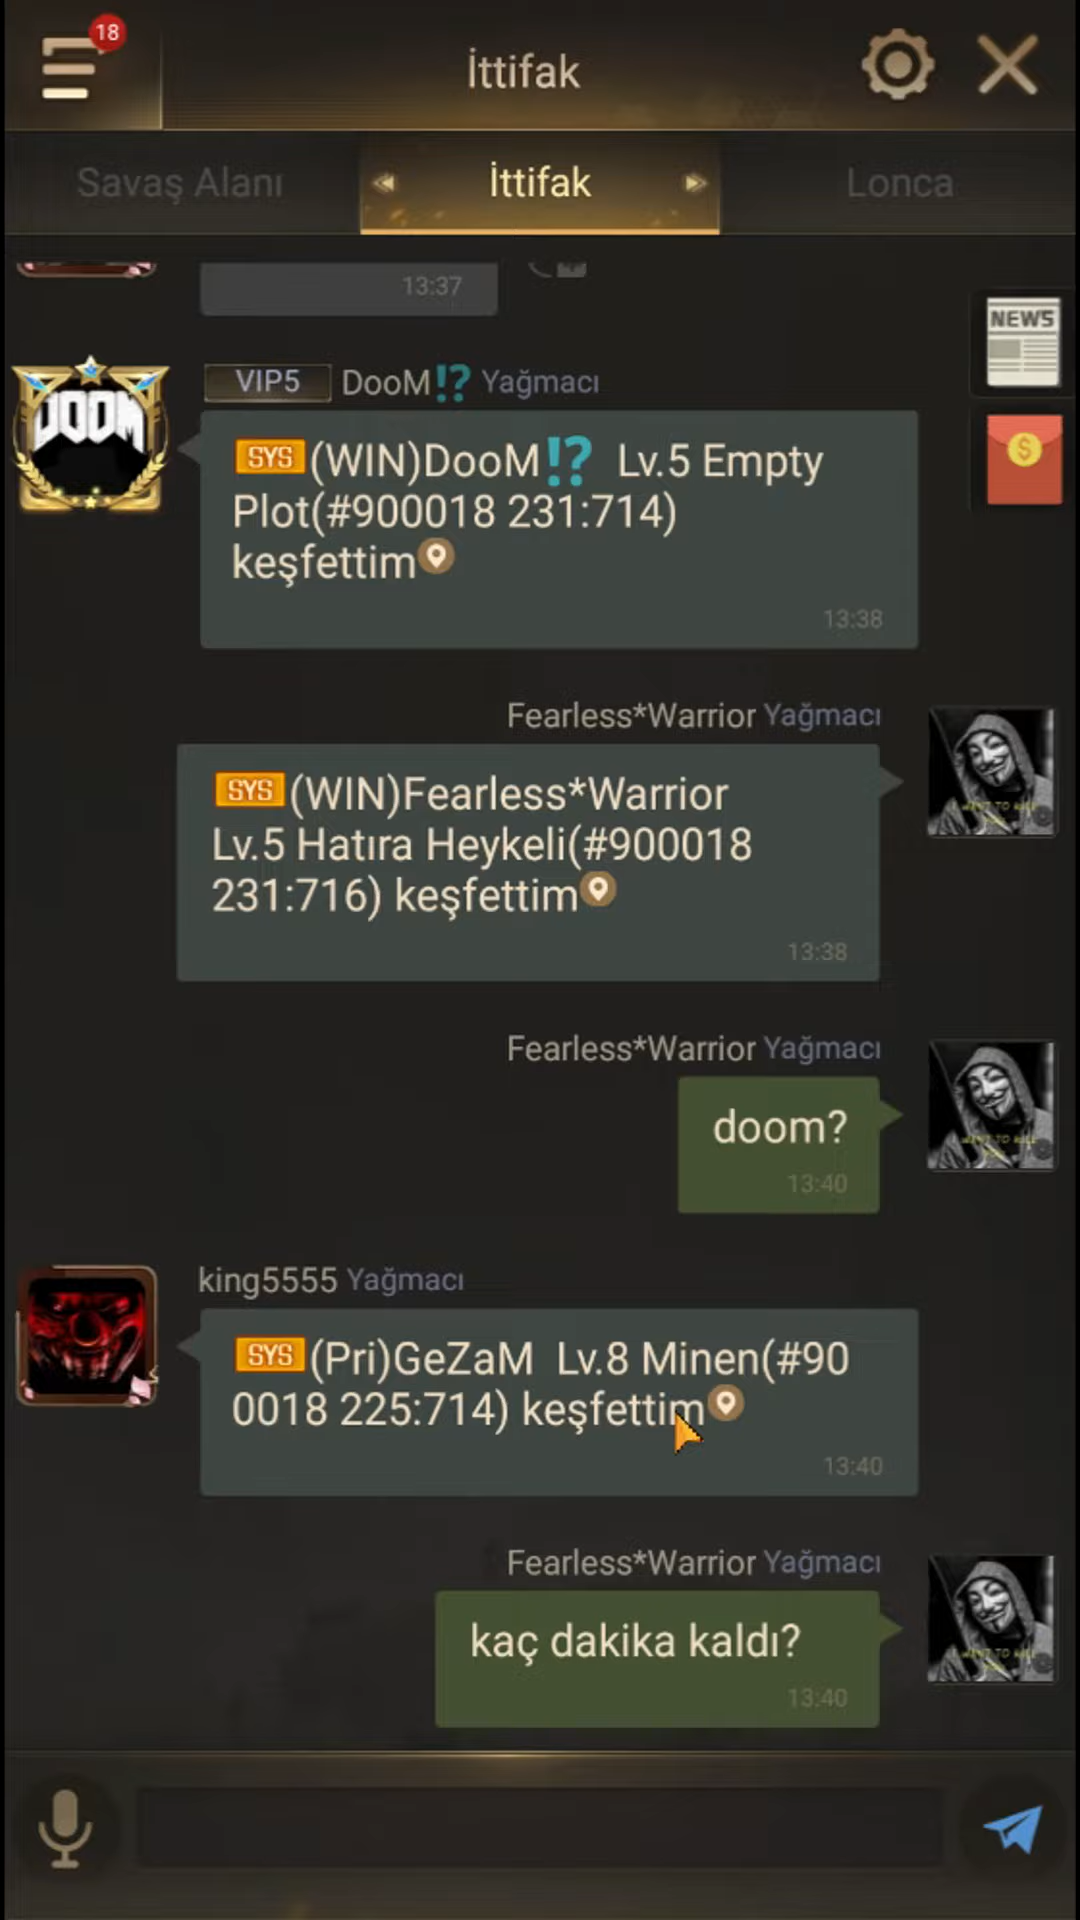 18
İttifak
Savaş Alanı
İttifak
Lonca
13:37
NEWS
DOOM
VIP5 DooM⁉ Yağmacı
SYS (WIN)DooM⁉ Lv.5 Empty
Plot(#900018 231:714)
keşfettim
13:38
Fearless*Warrior Yağmacı
SYS (WIN)Fearless*Warrior
Lv.5 Hatıra Heykeli(#900018
231:716) keşfettim
13:38
Fearless*Warrior Yağmacı
doom?
13:40
king5555 Yağmacı
SYS (Pri)GeZaM Lv.8 Minen(#90
0018 225:714) keşfettim
13:40
Fearless*Warrior Yağmacı
kaç dakika kaldı?
13:40